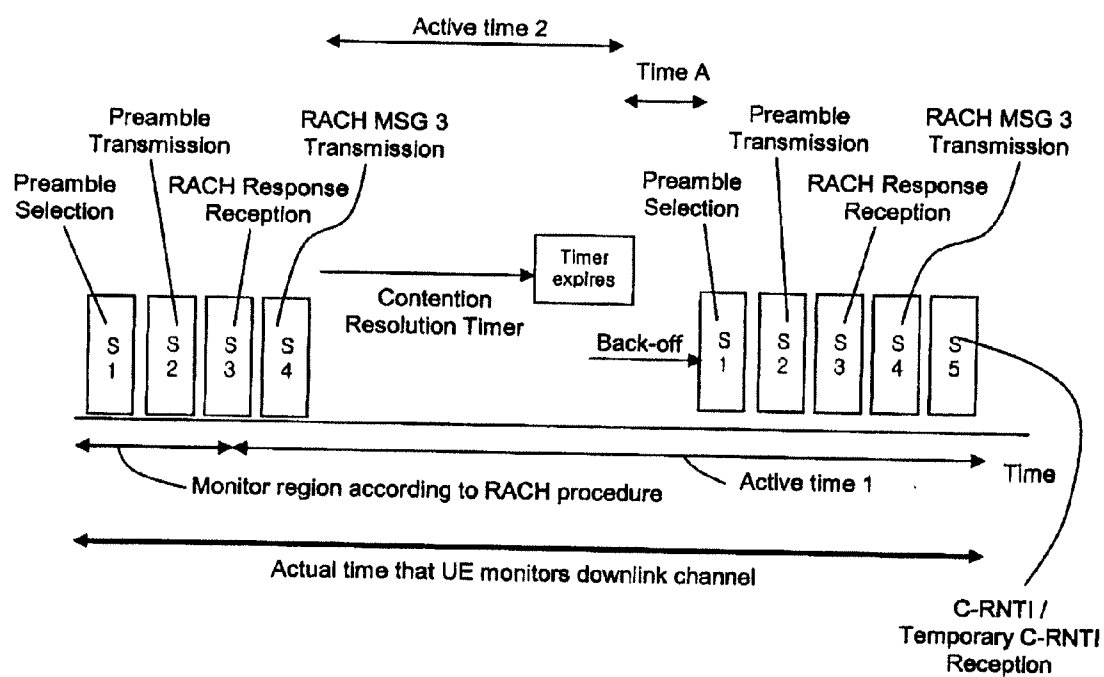 Active time 2
Time A
Preamble
Transmission
RACH MSG 3
Transmission
Preamble
Transmission
RACH MSG 3
Transmission
Preamble
Selection
RACH Response
Reception
Preamble
Selection
RACH Response
Reception
Timer
expires
Contention
Resolution Timer
Back-off
S
1
S
2
S
3
S
4
S
1
S
2
S
3
S
4
S
5
Monitor region according to RACH procedure
Active time 1
Time
Actual time that UE monitors downlink channel
C-RNTI /
Temporary C-RNTI
Reception